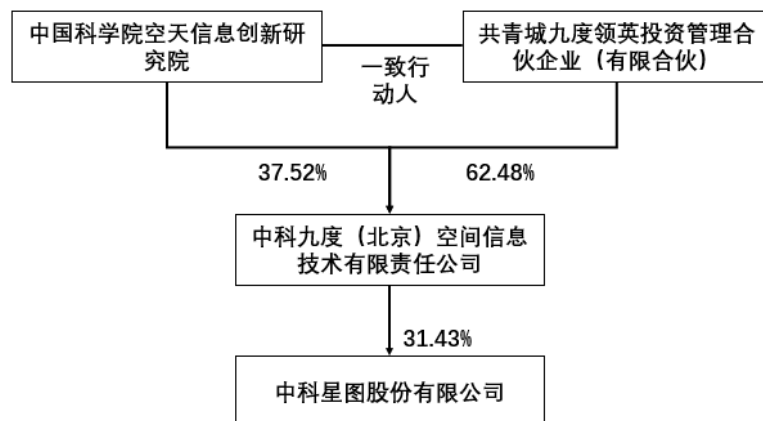 中国科学院空天信息创新研
究院
一致行
动人
共青城九度领英投资管理合
伙企业（有限合伙）
37.52%
62.48%
中科九度（北京）空间信息
技术有限责任公司
31.43%
中科星图股份有限公司